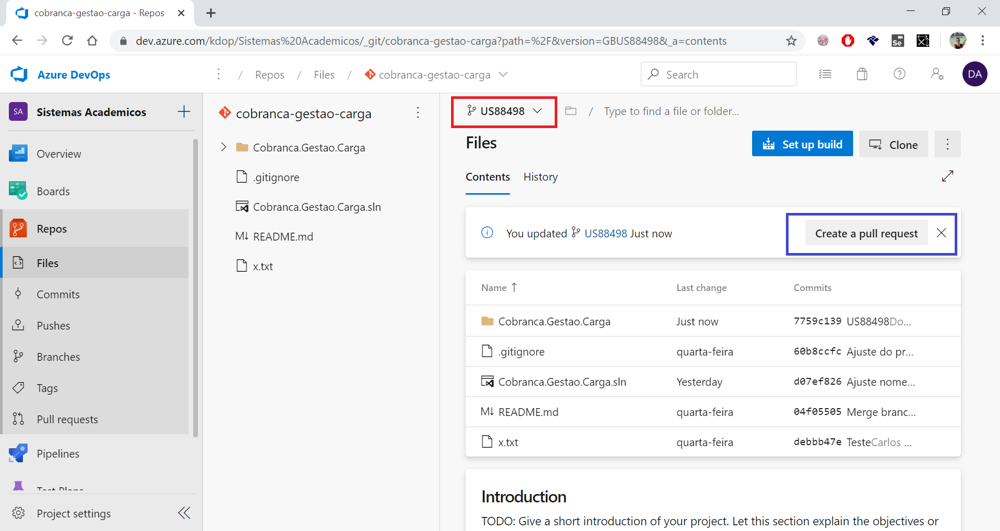 cobranca-gestao-carga - Repos
dev.azure.com/kdop/Sistemas%20Academicos/_git/cobranca-gestao-carga?path=%2F&version=GBUS88498&_a=contents
Se
Azure DevOps
/ Repos / Files / cobranca-gestao-carga
Search
DA
SA Sistemas Academicos
Overview
Boards
Repos
Files
Commits
Pushes
Branches
Tags
Pull requests
Pipelines
Test Plans
Project settings
cobranca-gestao-carga
Cobranca.Gestao.Carga
.gitignore
Cobranca.Gestao.Carga.sln
M↓ README.md
x.txt
US88498 / Type to find a file or folder...
Files
Set up build
Clone
Contents History
You updated US88498 Just now
Create a pull request
Name ↑ Last change Commits
Cobranca.Gestao.Carga Just now 7759c139 US88498Do...
.gitignore quarta-feira 60b8ccfc Ajuste do pr...
Cobranca.Gestao.Carga.sln Yesterday d07ef826 Ajuste nome...
M↓ README.md quarta-feira 04f05505 Merge branc...
x.txt quarta-feira debbb47e TesteCarlos ...
Introduction
TODO: Give a short introduction of your project. Let this section explain the objectives or